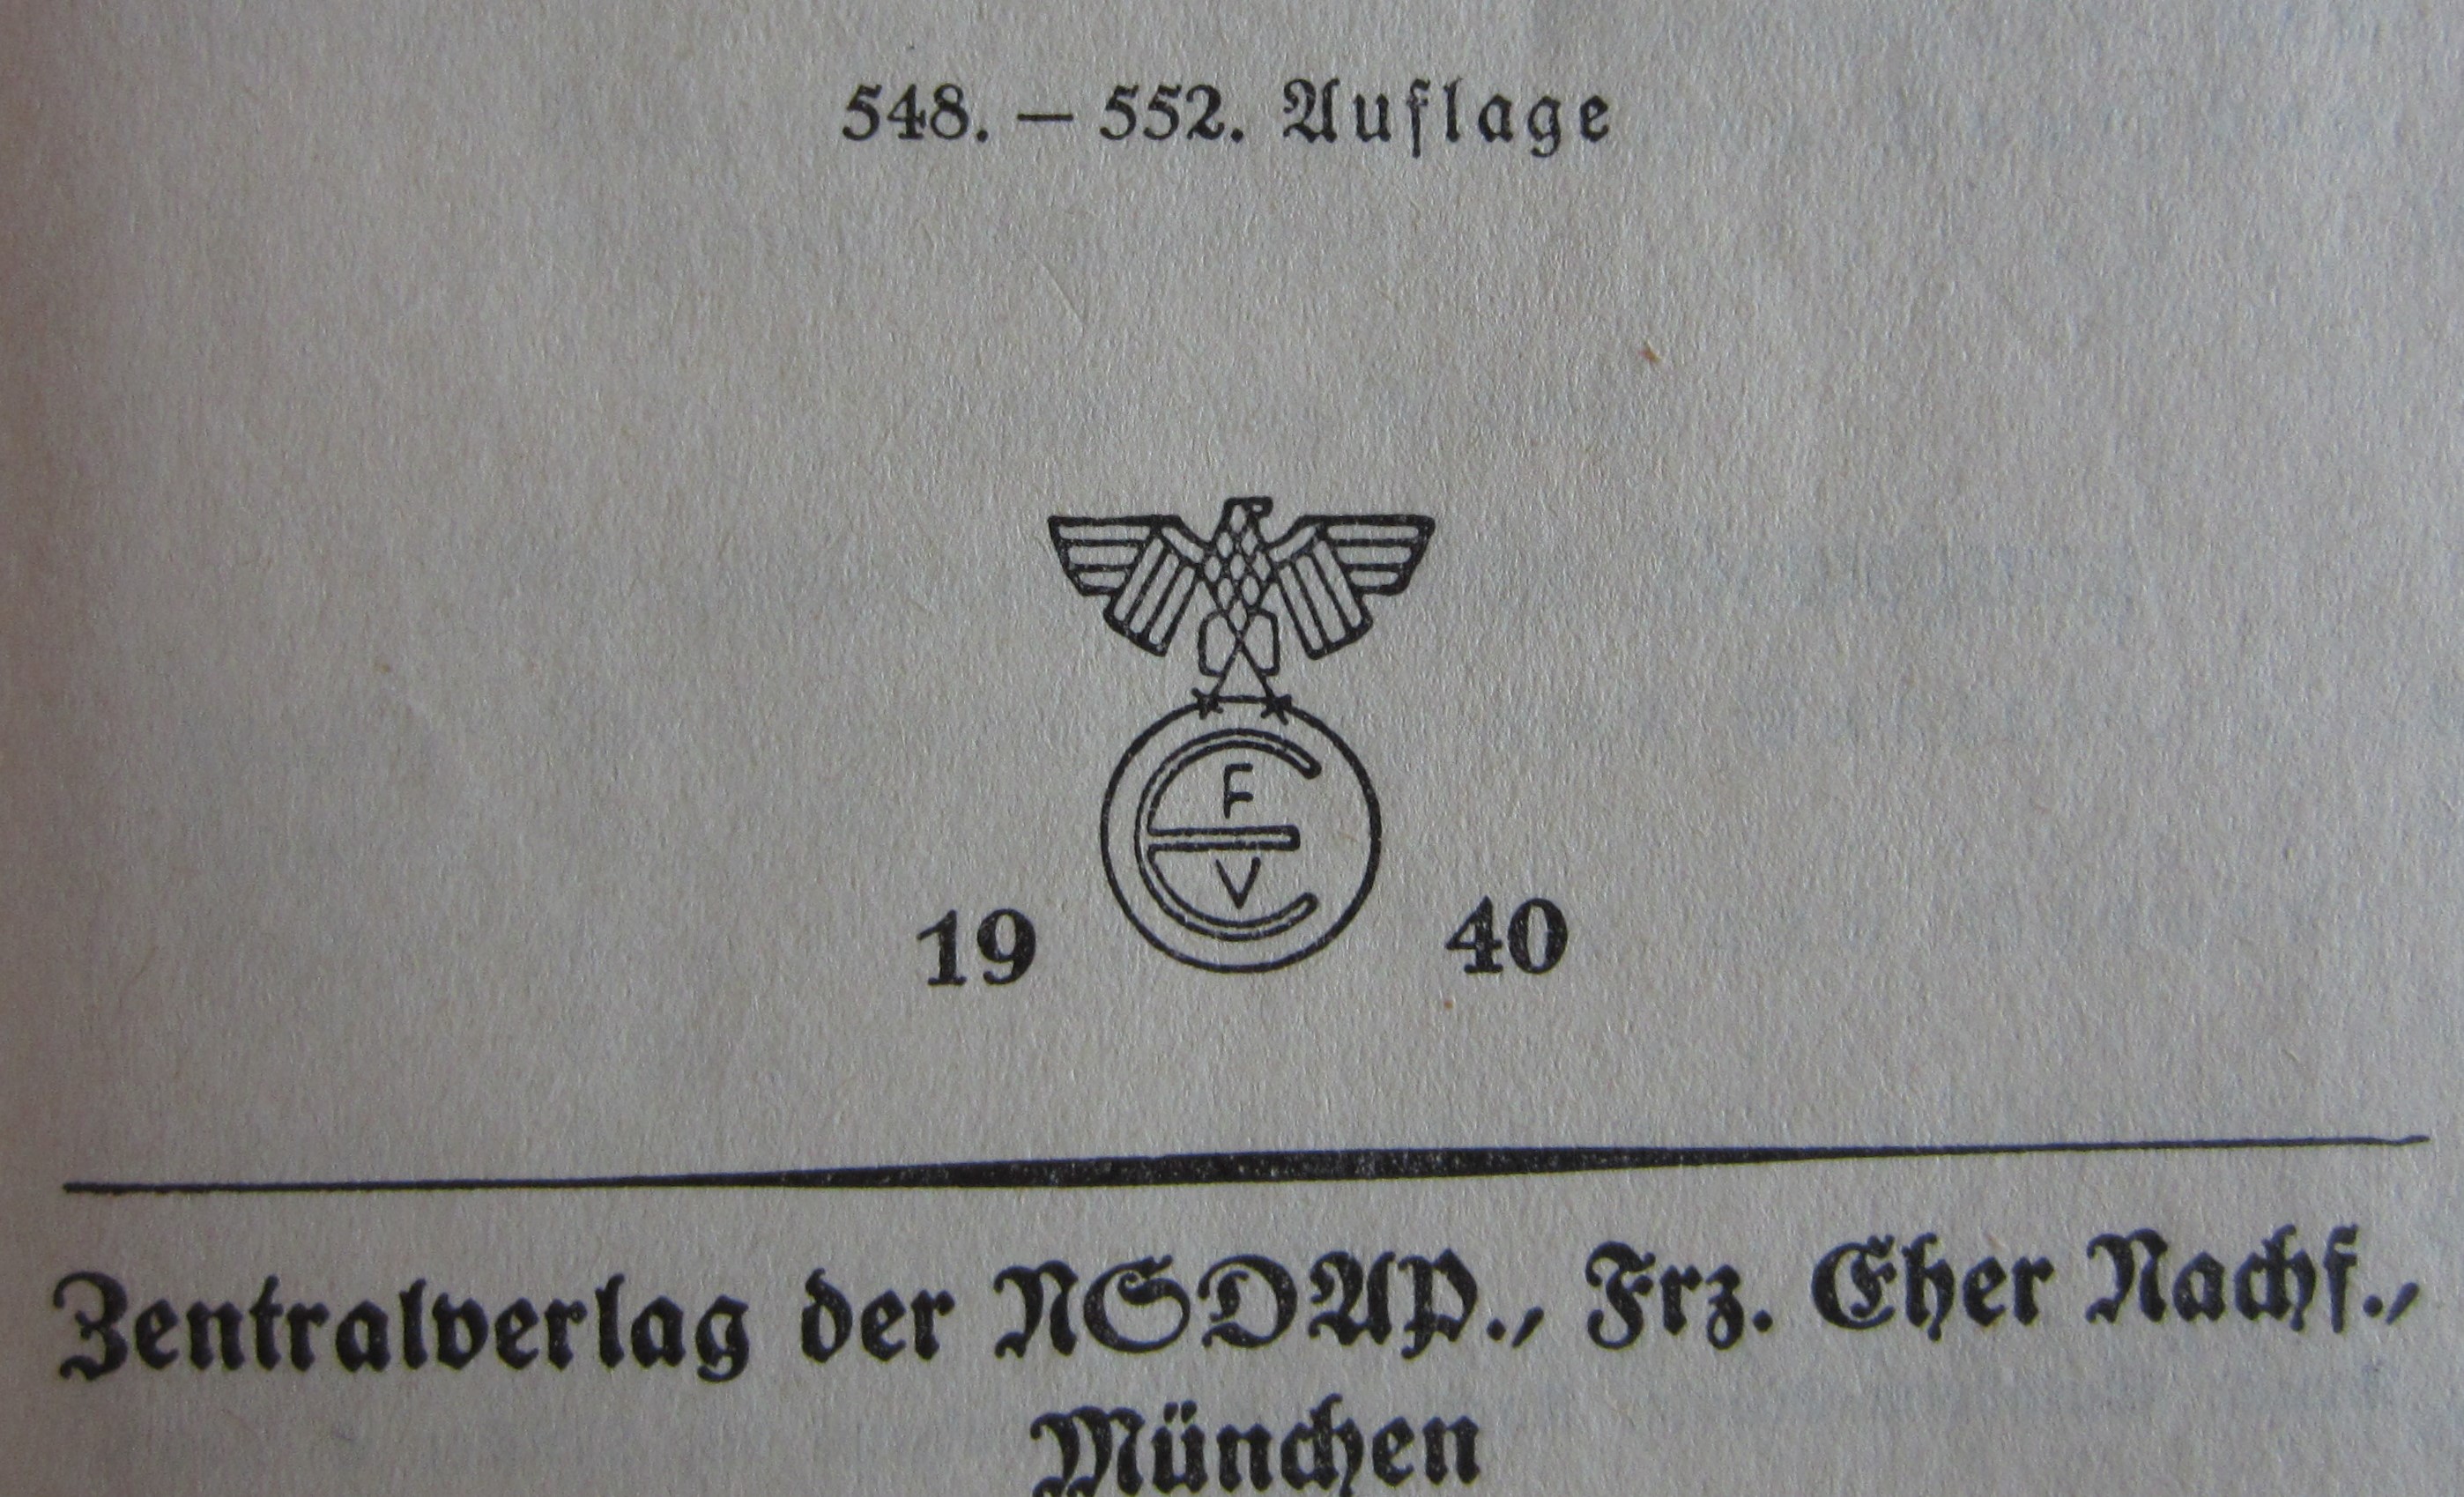 548. — 552. Auflage
F
E
V
19 40
Zentralverlag der NSDAP., Frz. Eher Nachf.,
München